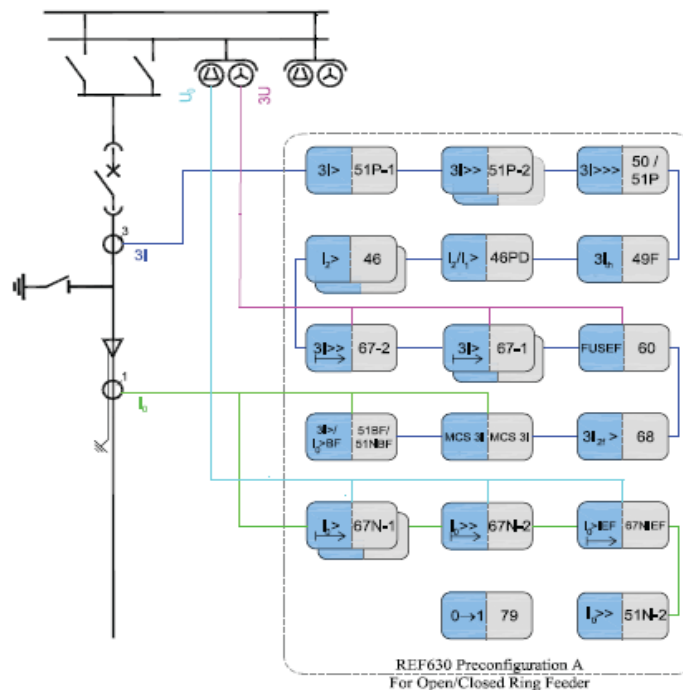 U₀
3U
3I> 51P-1
3I>> 51P-2
3I>>> 50 / 51P
3
3I
I₂> 46
I₂/I₁> 46PD
3Iₜₕ 49F
3I>> 67-2
3I> 67-1
FUSEF 60
1
I₀
3I>/ I₀>BF 51BF/ 51NBF
MCS 3I MCS 3I
3I₂f> 68
I₀> 67N-1
I₀>> 67N-2
I₀>IEF 67NIEF
0→1 79
I₀>> 51N-2
REF630 Preconfiguration A
For Open/Closed Ring Feeder